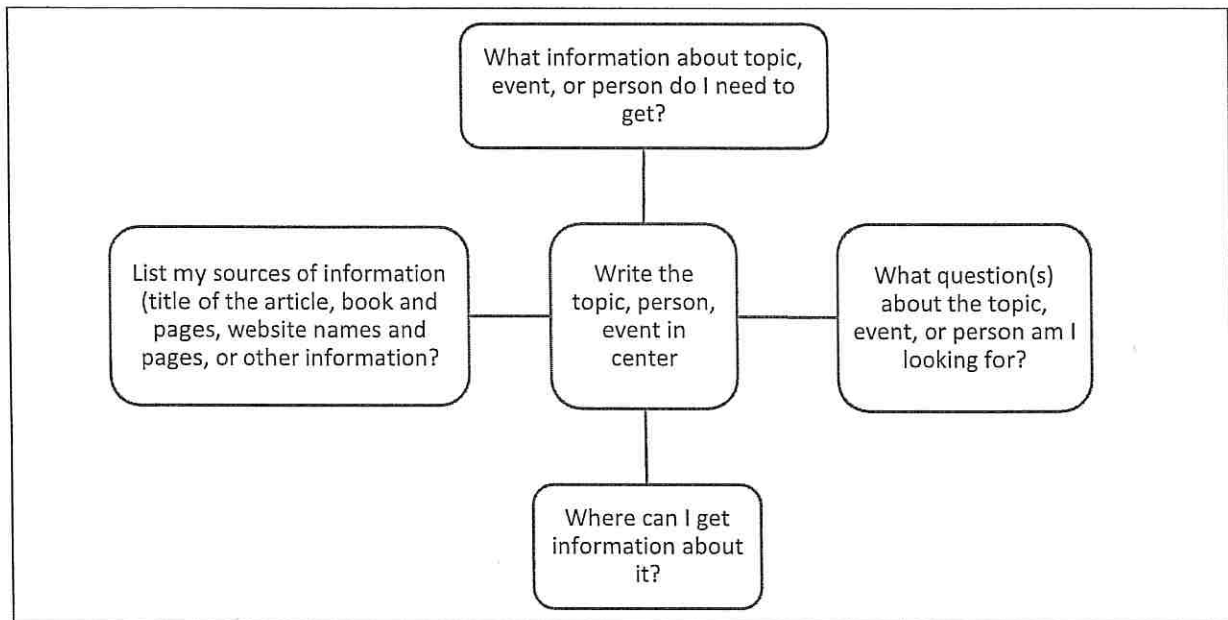 What information about topic,
event, or person do I need to
get?
List my sources of information
(title of the article, book and
pages, website names and
pages, or other information?
Write the
topic, person,
event in
center
What question(s)
about the topic,
event, or person am I
looking for?
Where can I get
information about
it?